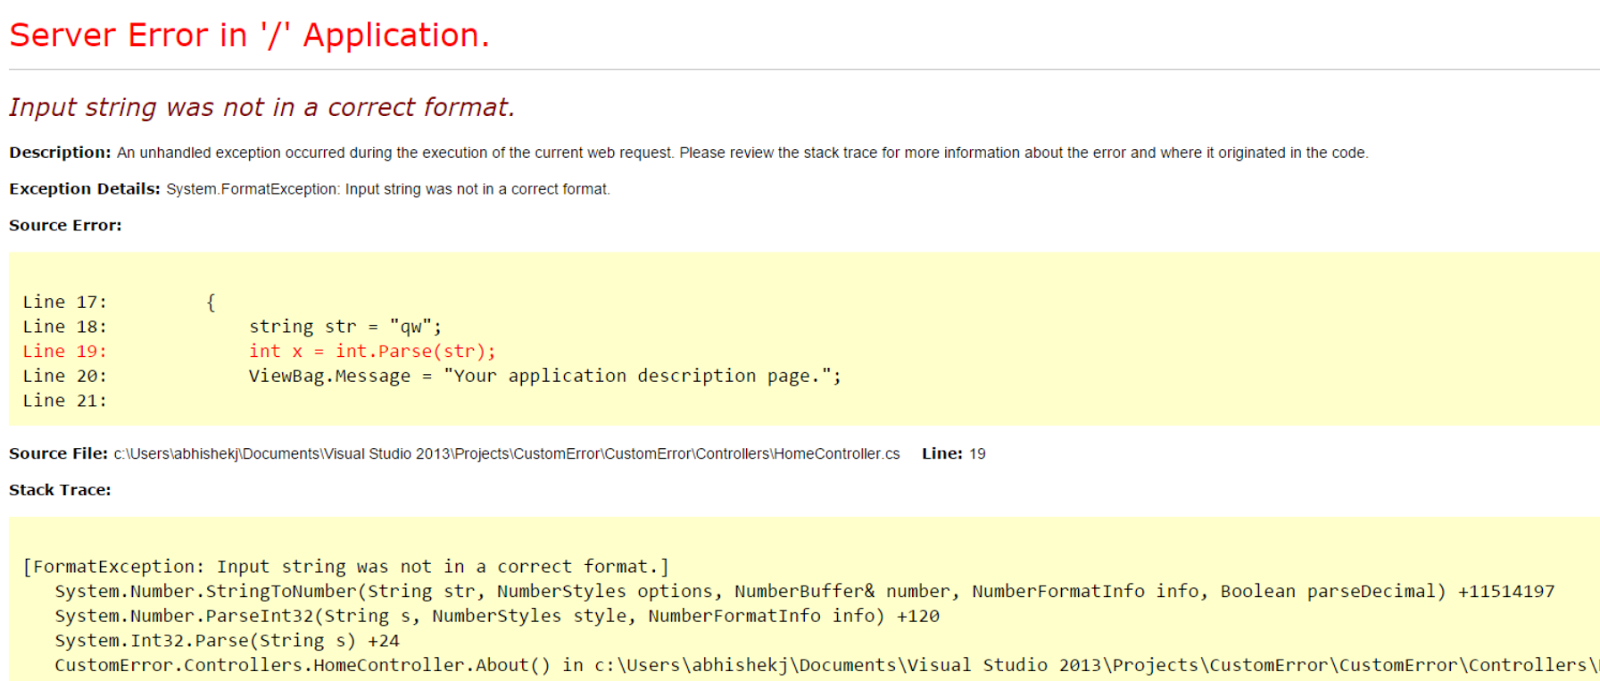 Server Error in '/' Application.
Input string was not in a correct format.
Description: An unhandled exception occurred during the execution of the current web request. Please review the stack trace for more information about the error and where it originated in the code.
Exception Details: System.FormatException: Input string was not in a correct format.
Source Error:
Line 17:         {
Line 18:             string str = "qw";
Line 19:             int x = int.Parse(str);
Line 20:             ViewBag.Message = "Your application description page.";
Line 21:
Source File: c:\Users\abhishekj\Documents\Visual Studio 2013\Projects\CustomError\CustomError\Controllers\HomeController.cs    Line: 19
Stack Trace:
[FormatException: Input string was not in a correct format.]
   System.Number.StringToNumber(String str, NumberStyles options, NumberBuffer& number, NumberFormatInfo info, Boolean parseDecimal) +11514197
   System.Number.ParseInt32(String s, NumberStyles style, NumberFormatInfo info) +120
   System.Int32.Parse(String s) +24
   CustomError.Controllers.HomeController.About() in c:\Users\abhishekj\Documents\Visual Studio 2013\Projects\CustomError\CustomError\Controllers\